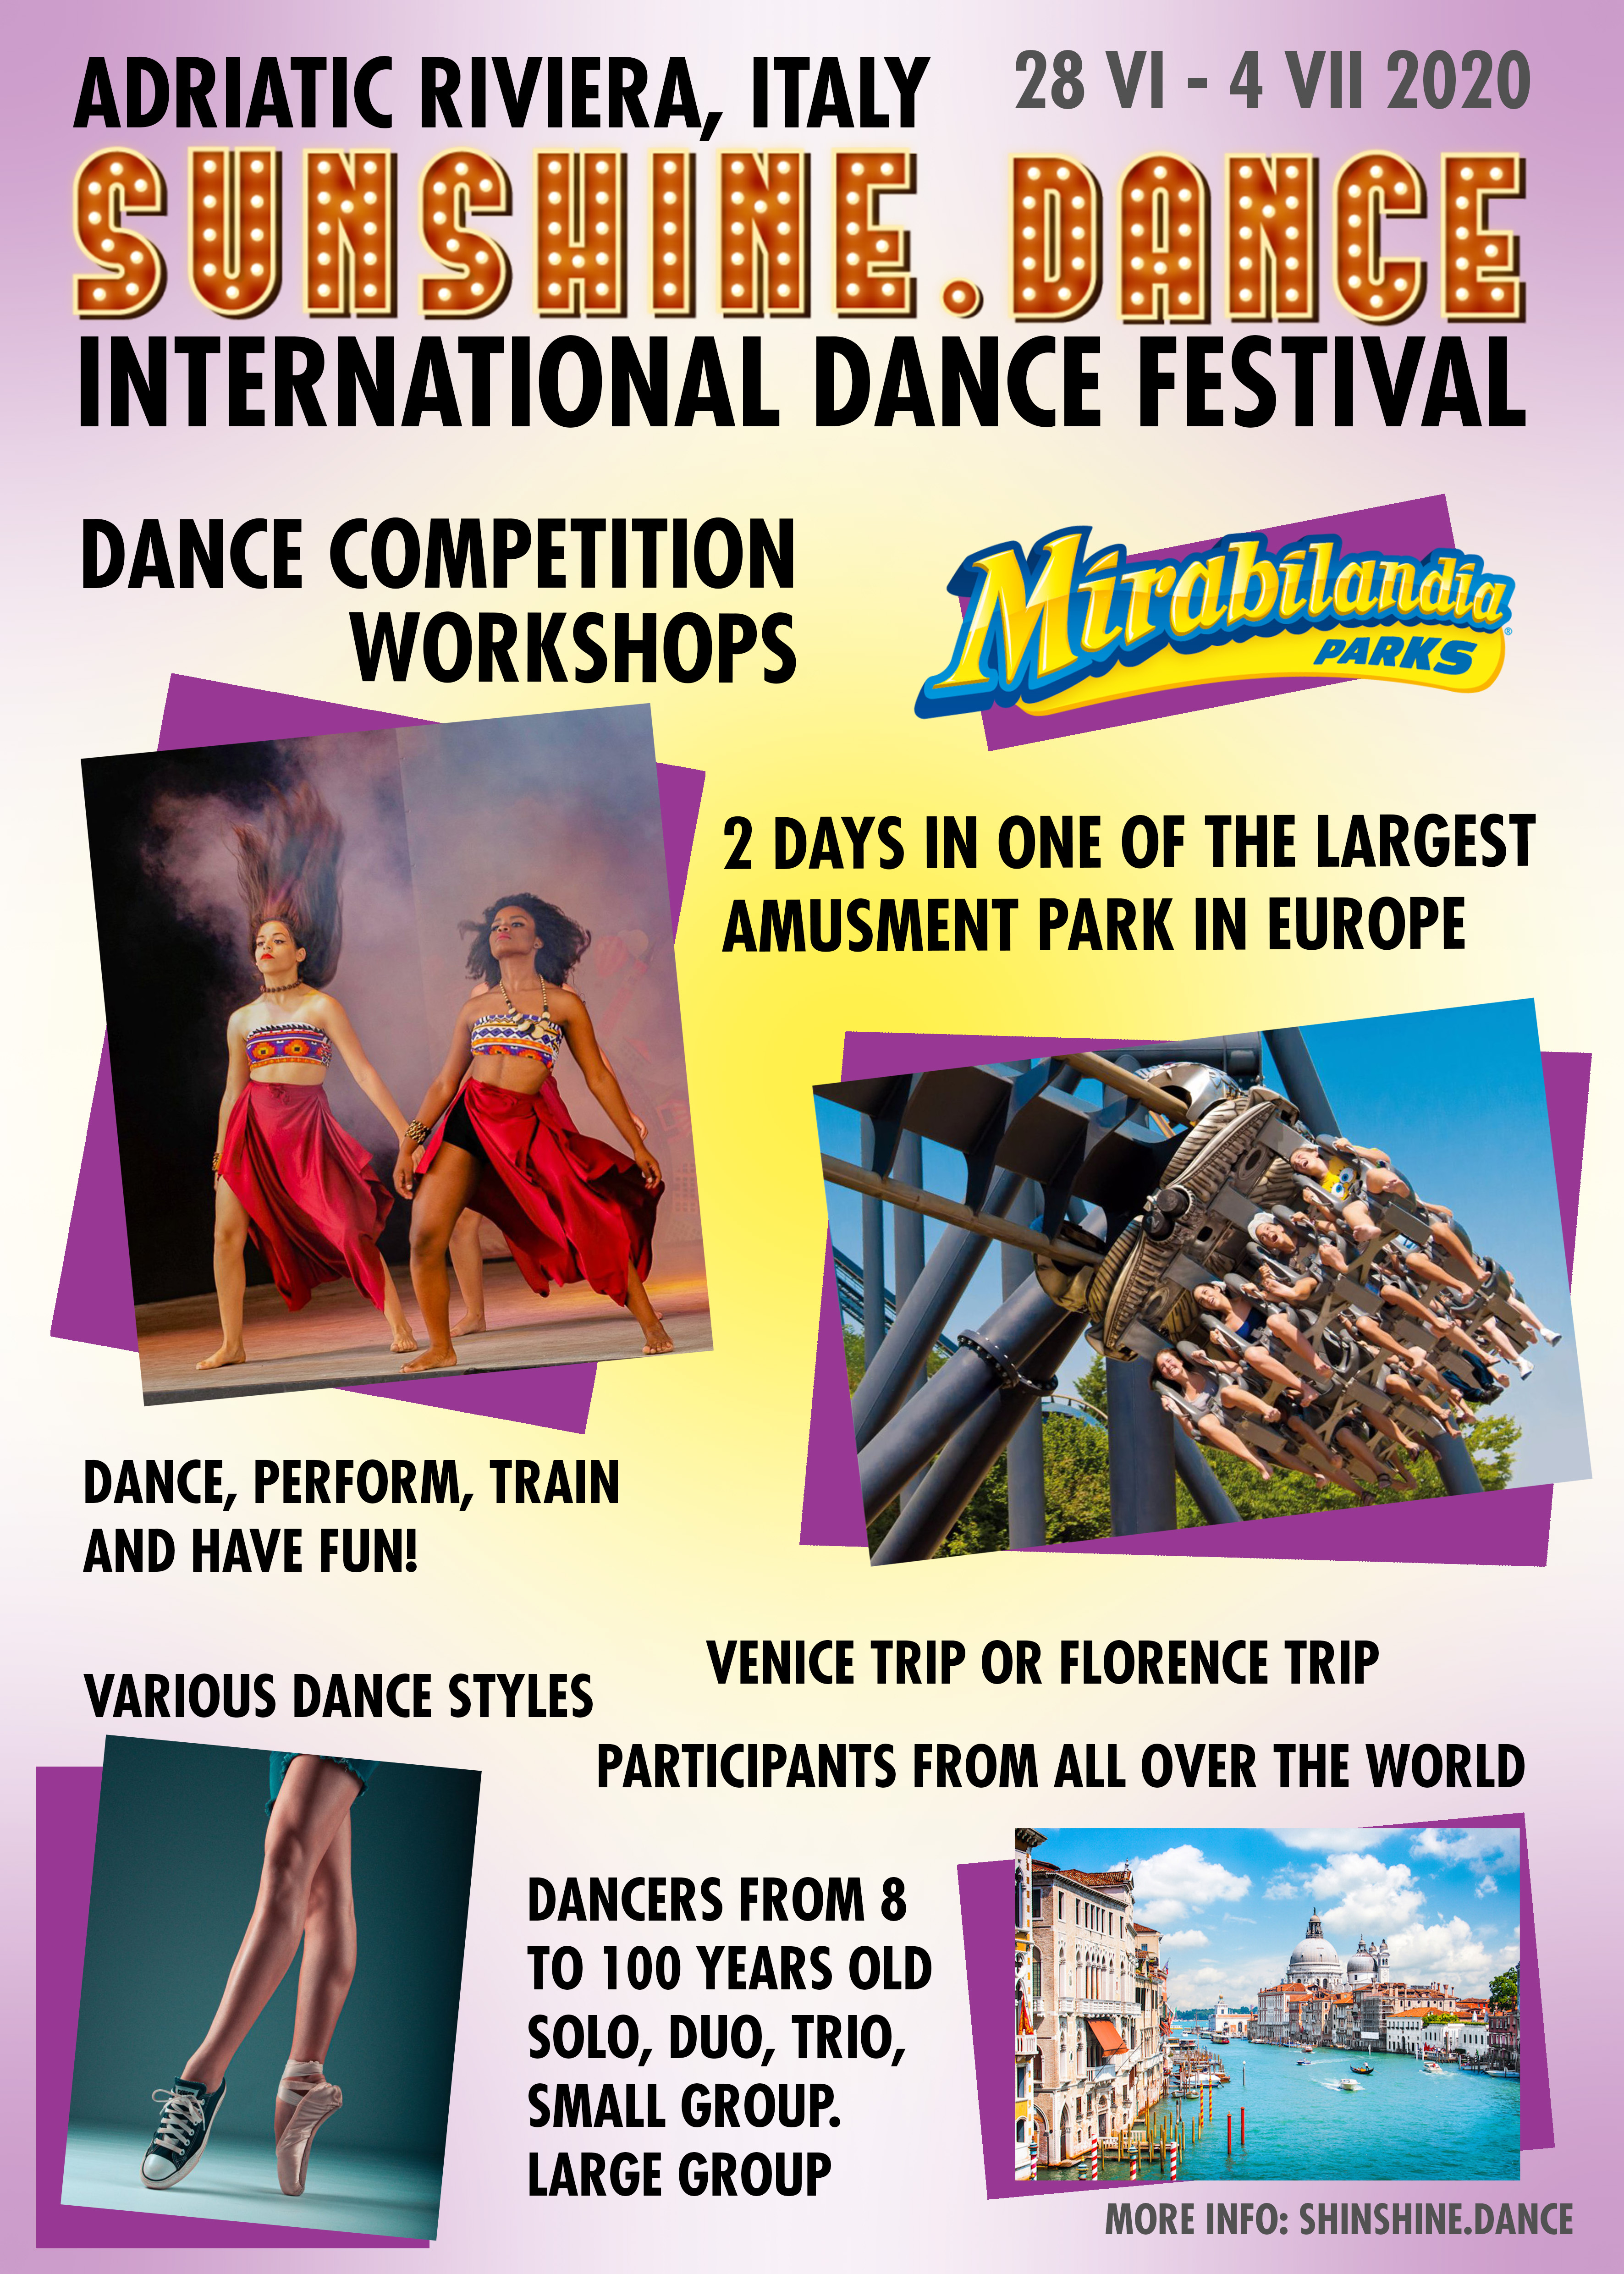 ADRIATIC RIVIERA, ITALY
28 VI - 4 VII 2020
SUNSHINE.DANCE
INTERNATIONAL DANCE FESTIVAL
DANCE COMPETITION
WORKSHOPS
Mirabilandia®
PARKS
2 DAYS IN ONE OF THE LARGEST
AMUSMENT PARK IN EUROPE
DANCE, PERFORM, TRAIN
AND HAVE FUN!
VENICE TRIP OR FLORENCE TRIP
VARIOUS DANCE STYLES
PARTICIPANTS FROM ALL OVER THE WORLD
DANCERS FROM 8
TO 100 YEARS OLD
SOLO, DUO, TRIO,
SMALL GROUP.
LARGE GROUP
MORE INFO: SHINSHINE.DANCE